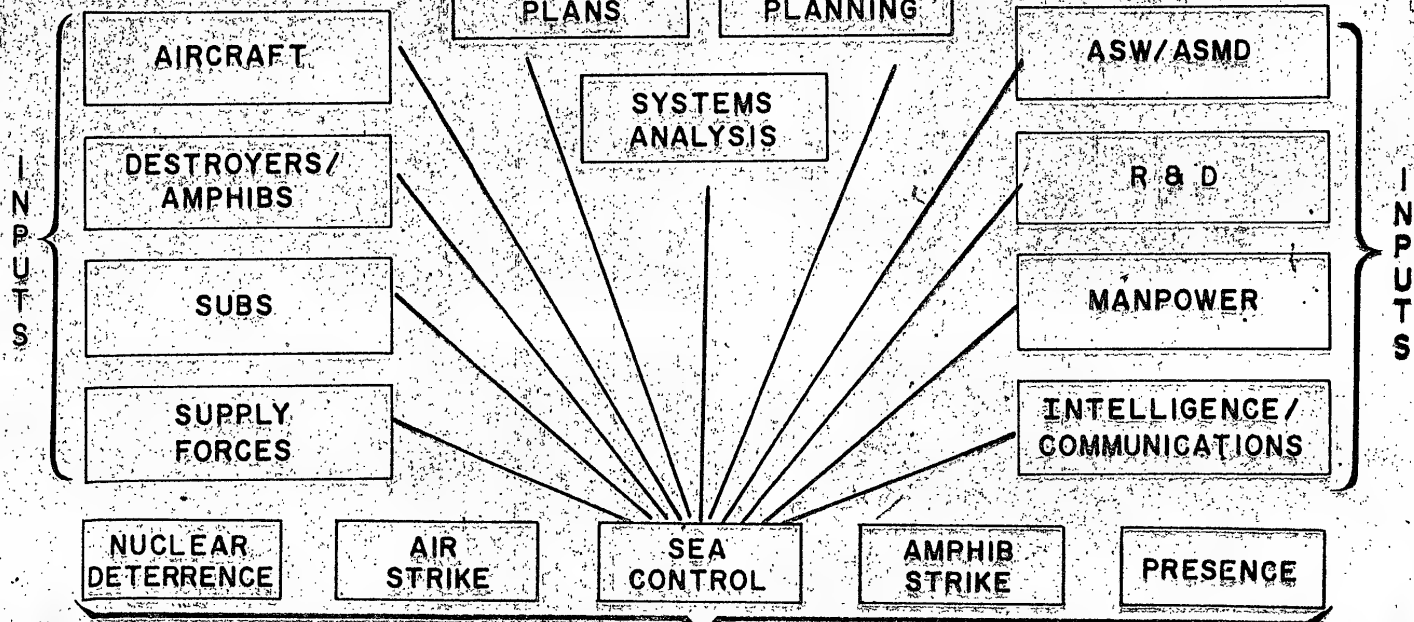 PLANS
PLANNING
AIRCRAFT
ASW/ASMD
SYSTEMS
ANALYSIS
DESTROYERS/
AMPHIBS
R & D
INPUTS
INPUTS
SUBS
MANPOWER
SUPPLY
FORCES
INTELLIGENCE/
COMMUNICATIONS
NUCLEAR
DETERRENCE
AIR
STRIKE
SEA
CONTROL
AMPHIB
STRIKE
PRESENCE